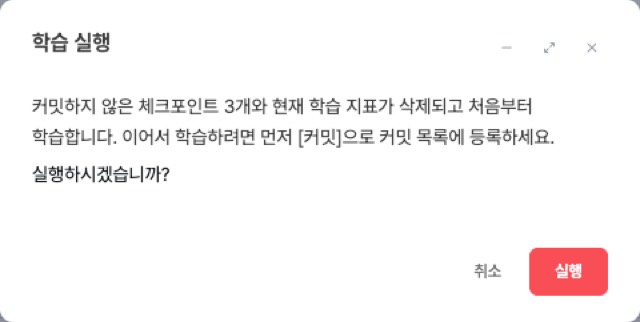 학습 실행
커밋하지 않은 체크포인트 3개와 현재 학습 지표가 삭제되고 처음부터
학습합니다. 이어서 학습하려면 먼저 [커밋]으로 커밋 목록에 등록하세요.
실행하시겠습니까?
취소
실행